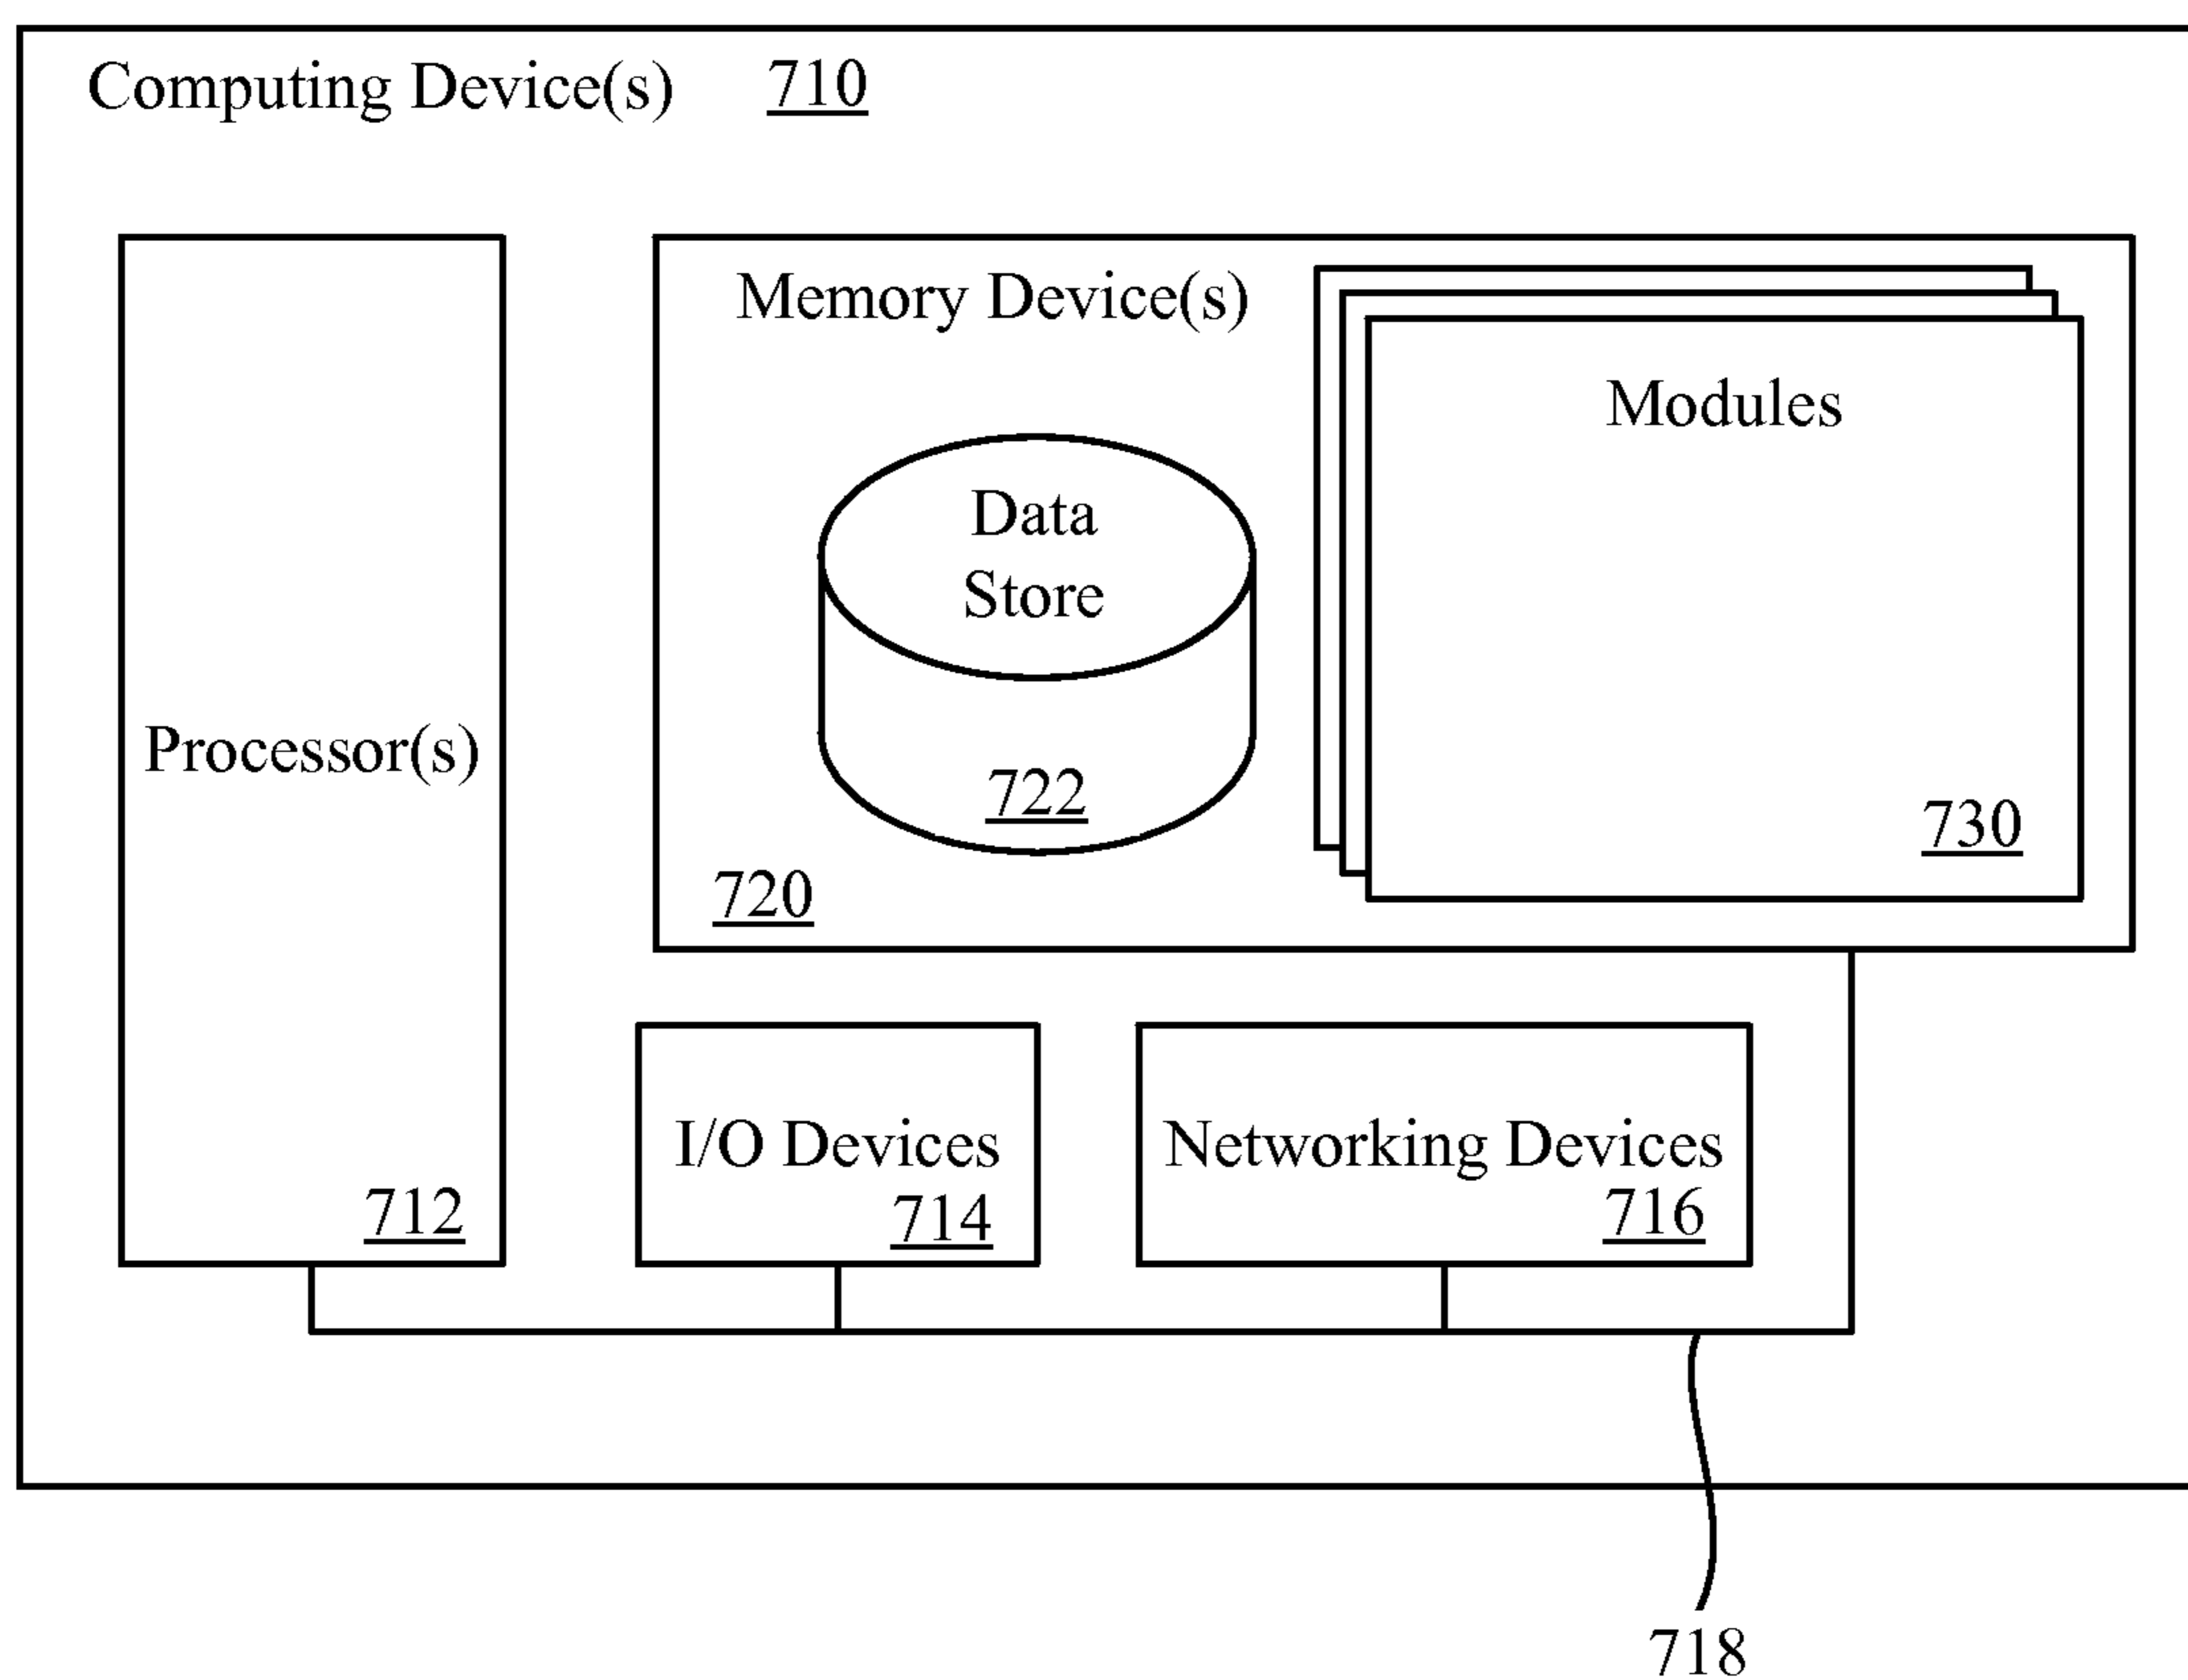 Computing Device(s) 710
Memory Device(s)
Modules
Data
Store
Processor(s)
722
730
720
I/O Devices
Networking Devices
712
714
716
718